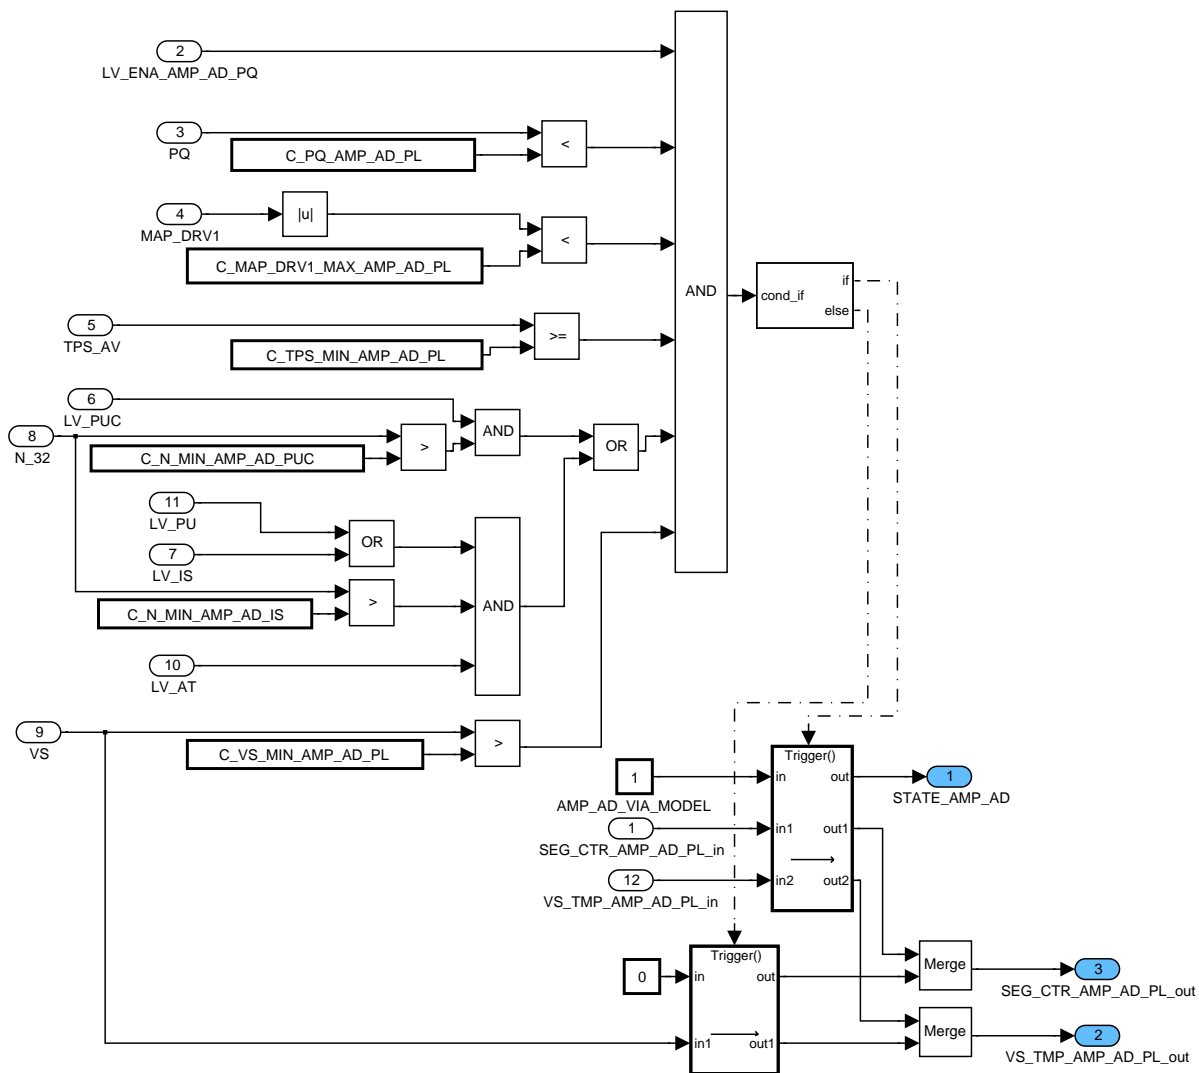 2
LV_ENA_AMP_AD_PQ
3
PQ
C_PQ_AMP_AD_PL
<
4
MAP_DRV1
|u|
C_MAP_DRV1_MAX_AMP_AD_PL
<
AND
cond_if
if
else
5
TPS_AV
C_TPS_MIN_AMP_AD_PL
>=
6
LV_PUC
8
N_32
C_N_MIN_AMP_AD_PUC
>
AND
OR
11
LV_PU
7
LV_IS
OR
C_N_MIN_AMP_AD_IS
>
AND
10
LV_AT
9
VS
C_VS_MIN_AMP_AD_PL
>
1
AMP_AD_VIA_MODEL
1
SEG_CTR_AMP_AD_PL_in
12
VS_TMP_AMP_AD_PL_in
Trigger()
in
out
in1
out1
in2
out2
1
STATE_AMP_AD
0
Trigger()
in
out
in1
out1
Merge
3
SEG_CTR_AMP_AD_PL_out
Merge
2
VS_TMP_AMP_AD_PL_out